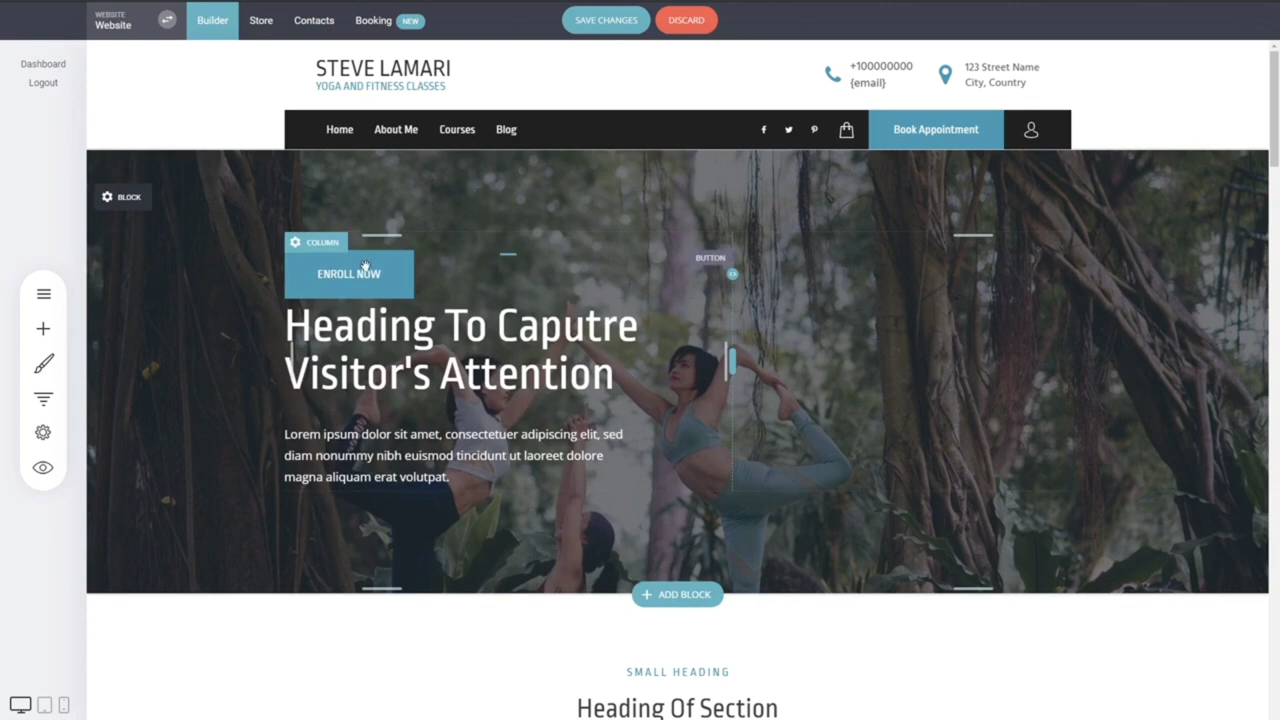 WEBSITE
Website
Builder
Store
Contacts
Booking NEW
SAVE CHANGES
DISCARD
Dashboard
Logout
STEVE LAMARI
YOGA AND FITNESS CLASSES
+100000000
{email}
123 Street Name
City, Country
Home
About Me
Courses
Blog
Book Appointment
BLOCK
COLUMN
BUTTON
ENROLL NOW
Heading To Caputre
Visitor's Attention
Lorem ipsum dolor sit amet, consectetuer adipiscing elit, sed
diam nonummy nibh euismod tincidunt ut laoreet dolore
magna aliquam erat volutpat.
+ ADD BLOCK
SMALL HEADING
Heading Of Section